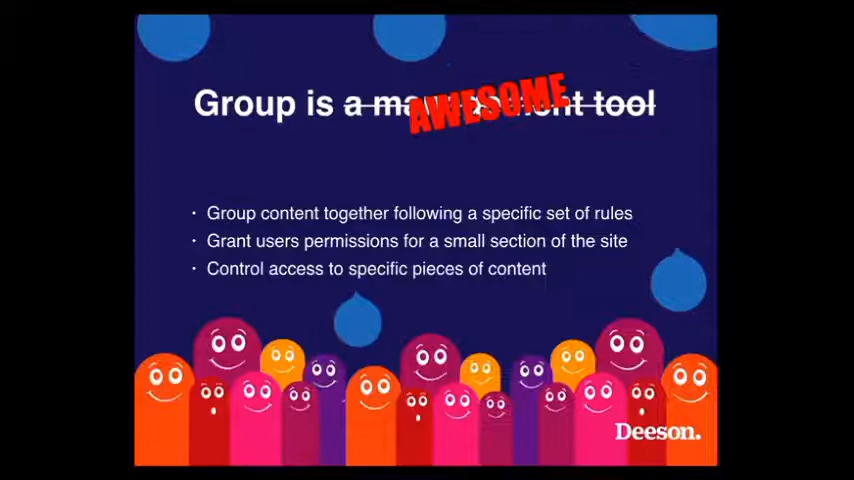 Group is a tool
AWESOME
· Group content together following a specific set of rules
· Grant users permissions for a small section of the site
· Control access to specific pieces of content
Deeson.